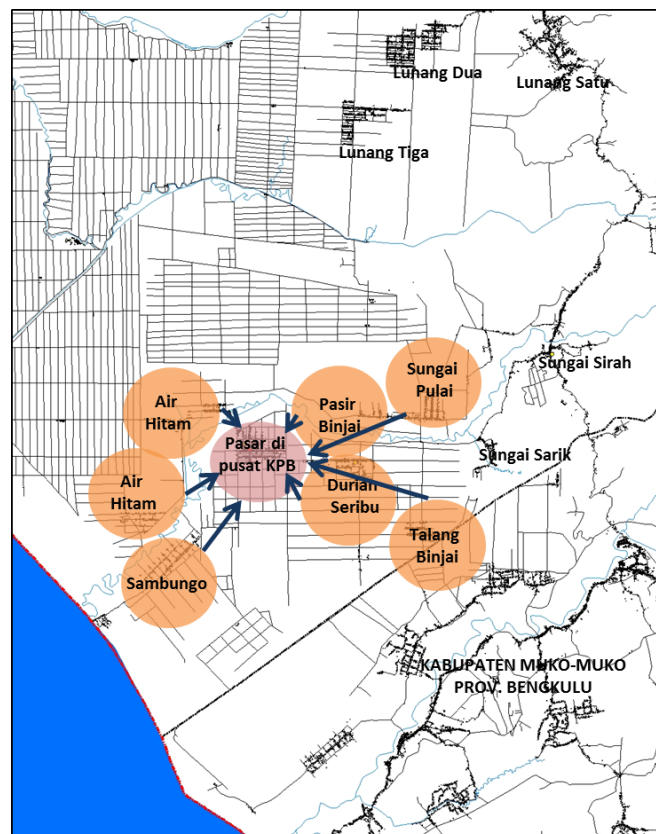 Lunang Dua
Lunang Satu
Lunang Tiga
Sungai
Pulai
Sungai Sirah
Air
Hitam
Pasir
Binjai
Pasar di
pusat KPB
Sungai Sarik
Air
Hitam
Durian
Seribu
Talang
Binjai
Sambungo
KABUPATEN MUKO-MUKO
PROV. BENGKULU